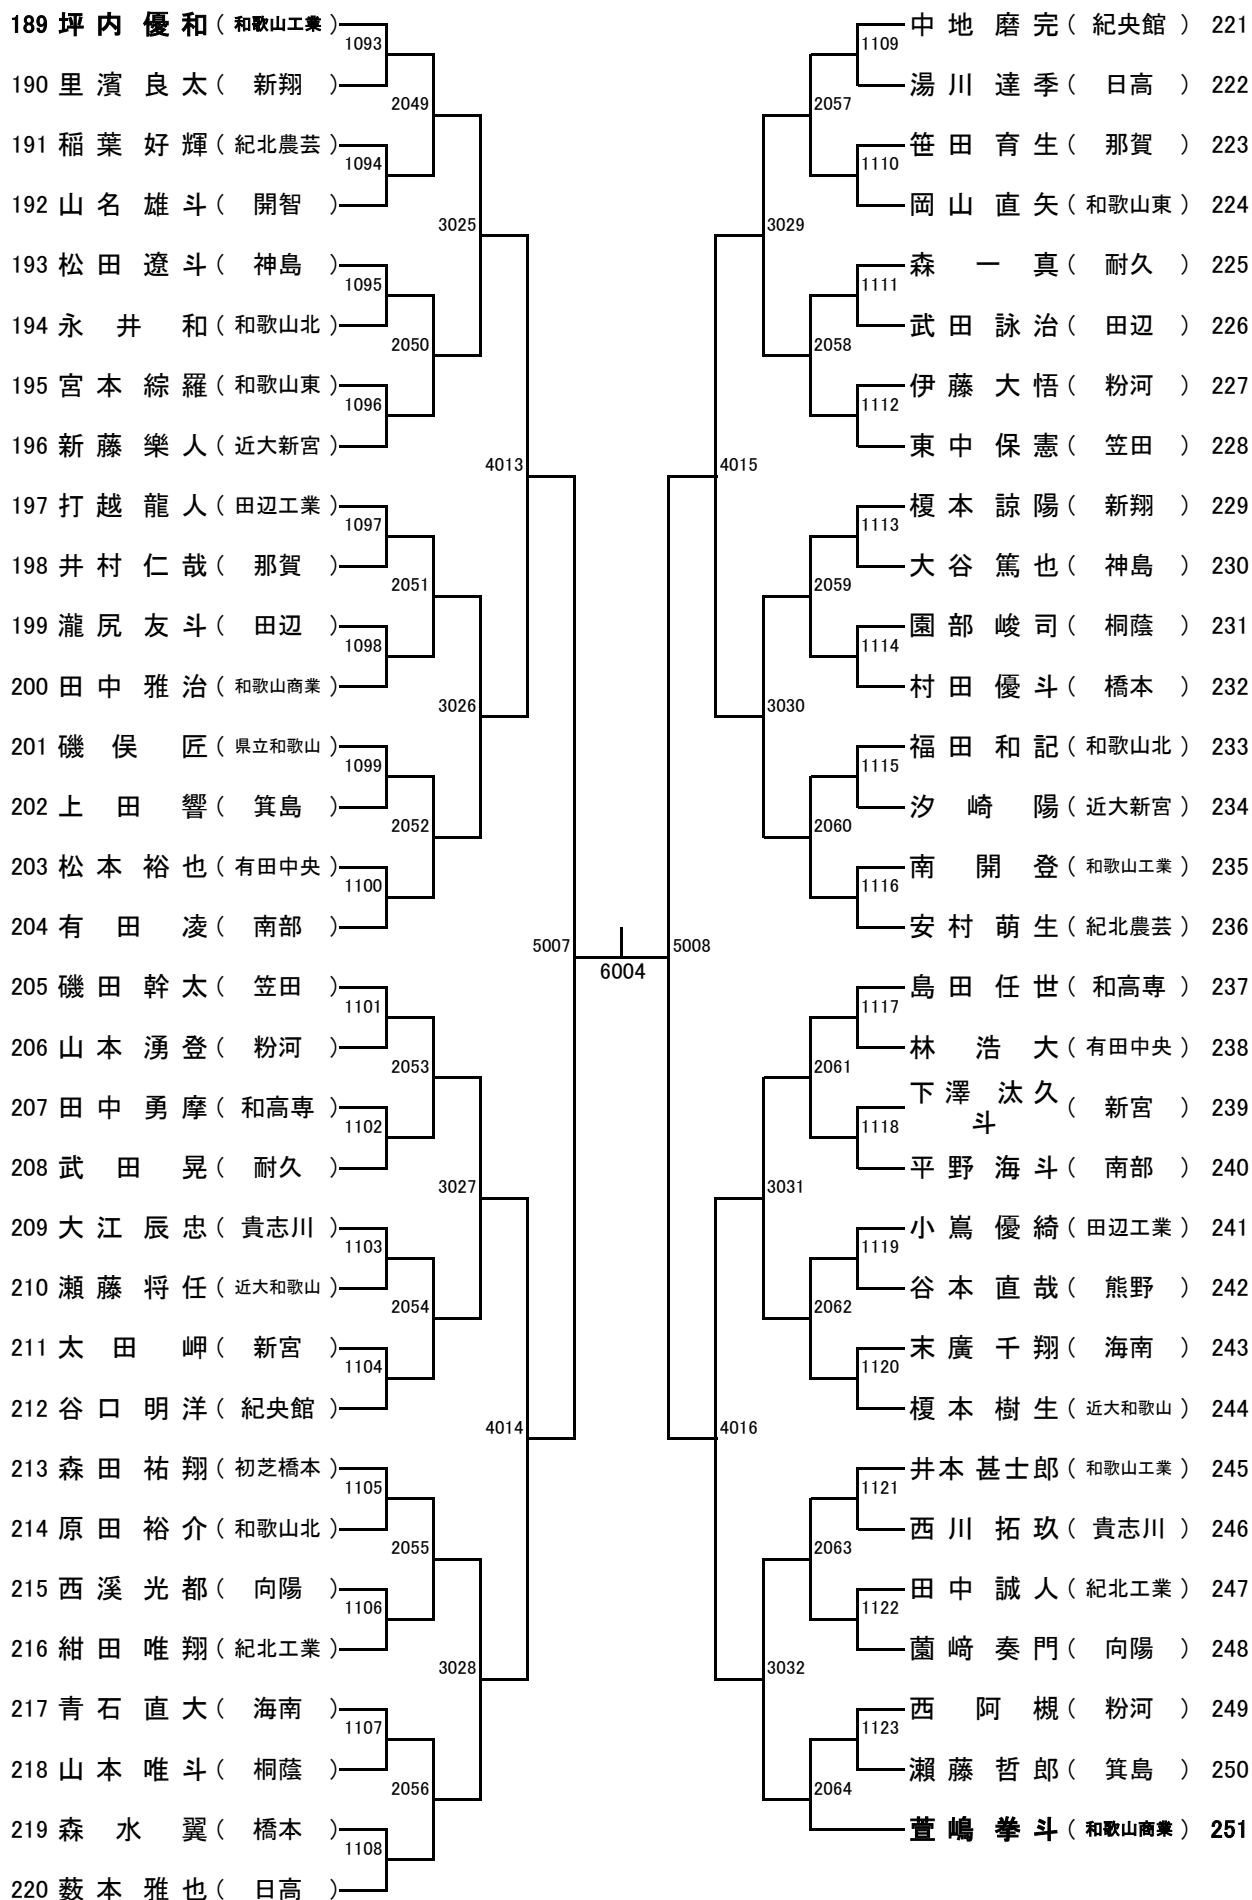 189 坪内 優和 ( 和歌山工業 )
190 里濱 良太 ( 新翔 )
191 稲葉 好輝 ( 紀北農芸 )
192 山名 雄斗 ( 開智 )
193 松田 遼斗 ( 神島 )
194 永井 和 ( 和歌山北 )
195 宮本 綜羅 ( 和歌山東 )
196 新藤 樂人 ( 近大新宮 )
197 打越 龍人 ( 田辺工業 )
198 井村 仁哉 ( 那賀 )
199 瀧尻 友斗 ( 田辺 )
200 田中 雅治 ( 和歌山商業 )
201 磯俣 匠 ( 県立和歌山 )
202 上田 響 ( 箕島 )
203 松本 裕也 ( 有田中央 )
204 有田 凌 ( 南部 )
205 磯田 幹太 ( 笠田 )
206 山本 湧登 ( 粉河 )
207 田中 勇摩 ( 和高専 )
208 武田 晃 ( 耐久 )
209 大江 辰忠 ( 貴志川 )
210 瀬藤 将任 ( 近大和歌山 )
211 太田 岬 ( 新宮 )
212 谷口 明洋 ( 紀央館 )
213 森田 祐翔 ( 初芝橋本 )
214 原田 裕介 ( 和歌山北 )
215 西溪 光都 ( 向陽 )
216 紺田 唯翔 ( 紀北工業 )
217 青石 直大 ( 海南 )
218 山本 唯斗 ( 桐蔭 )
219 森水 翼 ( 橋本 )
220 薮本 雅也 ( 日高 )
1093
1094
1095
1096
1097
1098
1099
1100
1101
1102
1103
1104
1105
1106
1107
1108
2049
2050
2051
2052
2053
2054
2055
2056
3025
3026
3027
3028
4013
4014
5007
6004
5008
4015
4016
3029
3030
3031
3032
2057
2058
2059
2060
2061
2062
2063
2064
1109
1110
1111
1112
1113
1114
1115
1116
1117
1118
1119
1120
1121
1122
1123
中地 磨完 ( 紀央館 ) 221
湯川 達季 ( 日高 ) 222
笹田 育生 ( 那賀 ) 223
岡山 直矢 ( 和歌山東 ) 224
森 一真 ( 耐久 ) 225
武田 詠治 ( 田辺 ) 226
伊藤 大悟 ( 粉河 ) 227
東中 保憲 ( 笠田 ) 228
榎本 諒陽 ( 新翔 ) 229
大谷 篤也 ( 神島 ) 230
園部 峻司 ( 桐蔭 ) 231
村田 優斗 ( 橋本 ) 232
福田 和記 ( 和歌山北 ) 233
汐崎 陽 ( 近大新宮 ) 234
南 開登 ( 和歌山工業 ) 235
安村 萌生 ( 紀北農芸 ) 236
島田 任世 ( 和高専 ) 237
林 浩大 ( 有田中央 ) 238
下澤 汰久
斗 ( 新宮 ) 239
平野 海斗 ( 南部 ) 240
小嶌 優綺 ( 田辺工業 ) 241
谷本 直哉 ( 熊野 ) 242
末廣 千翔 ( 海南 ) 243
榎本 樹生 ( 近大和歌山 ) 244
井本 甚士郎 ( 和歌山工業 ) 245
西川 拓玖 ( 貴志川 ) 246
田中 誠人 ( 紀北工業 ) 247
薗﨑 奏門 ( 向陽 ) 248
西 阿槻 ( 粉河 ) 249
瀨藤 哲郎 ( 箕島 ) 250
萱嶋 拳斗 ( 和歌山商業 ) 251